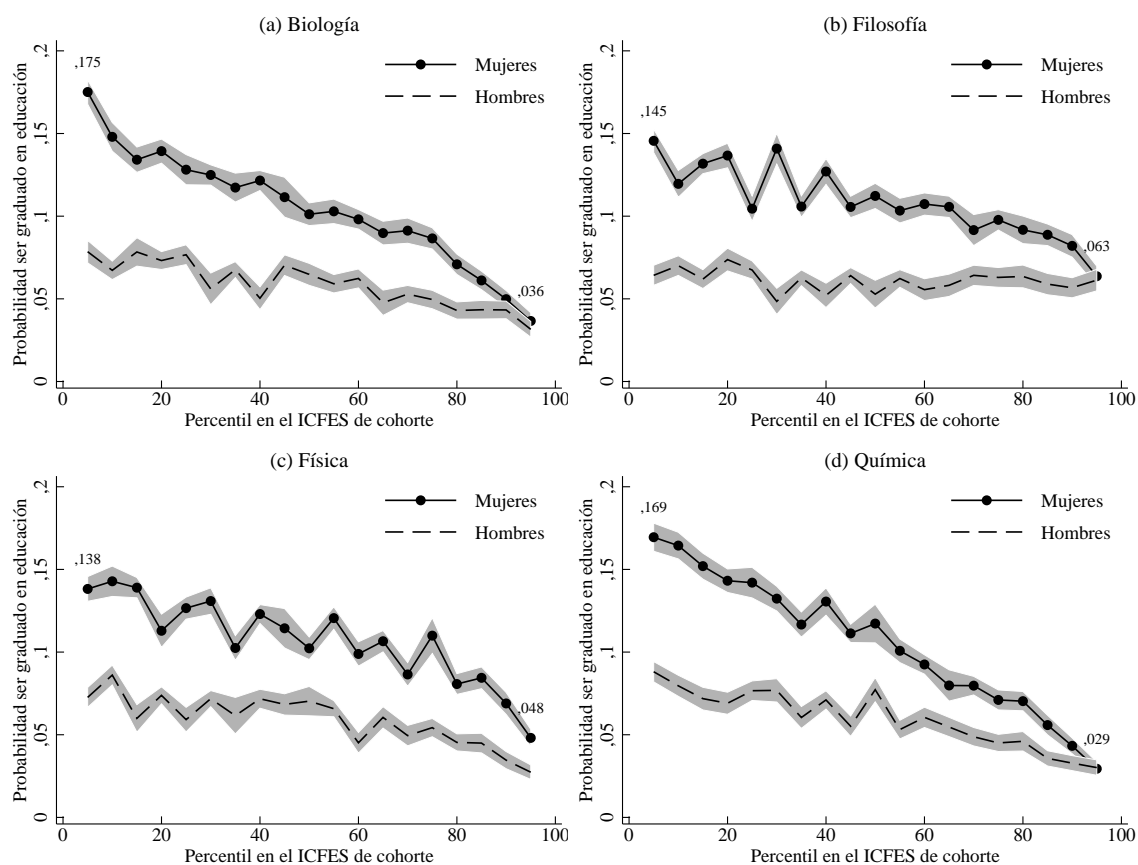 (a) Biología
Probabilidad ser graduado en educación
0 ,05 ,1 ,15 ,2
,175
,036
Mujeres
Hombres
0 20 40 60 80 100
Percentil en el ICFES de cohorte
(b) Filosofía
Probabilidad ser graduado en educación
0 ,05 ,1 ,15 ,2
,145
,063
Mujeres
Hombres
0 20 40 60 80 100
Percentil en el ICFES de cohorte
(c) Física
Probabilidad ser graduado en educación
0 ,05 ,1 ,15 ,2
,138
,048
Mujeres
Hombres
0 20 40 60 80 100
Percentil en el ICFES de cohorte
(d) Química
Probabilidad ser graduado en educación
0 ,05 ,1 ,15 ,2
,169
,029
Mujeres
Hombres
0 20 40 60 80 100
Percentil en el ICFES de cohorte